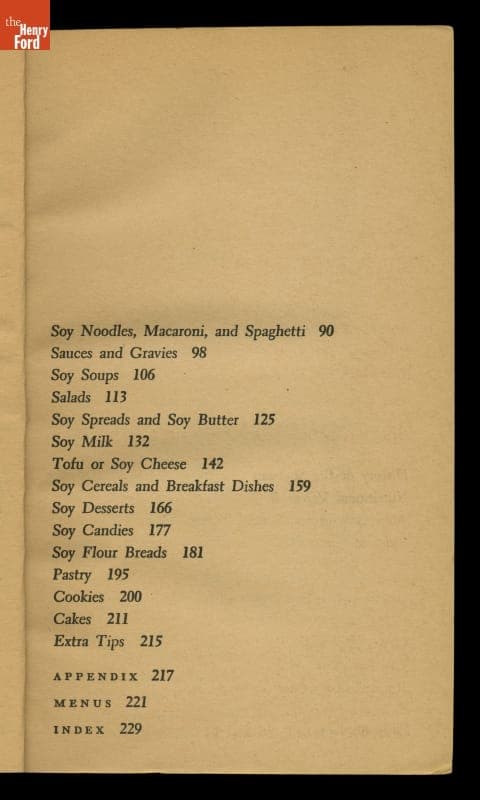 the
Henry
Ford
Soy Noodles, Macaroni, and Spaghetti 90
Sauces and Gravies 98
Soy Soups 106
Salads 113
Soy Spreads and Soy Butter 125
Soy Milk 132
Tofu or Soy Cheese 142
Soy Cereals and Breakfast Dishes 159
Soy Desserts 166
Soy Candies 177
Soy Flour Breads 181
Pastry 195
Cookies 200
Cakes 211
Extra Tips 215
APPENDIX 217
MENUS 221
INDEX 229